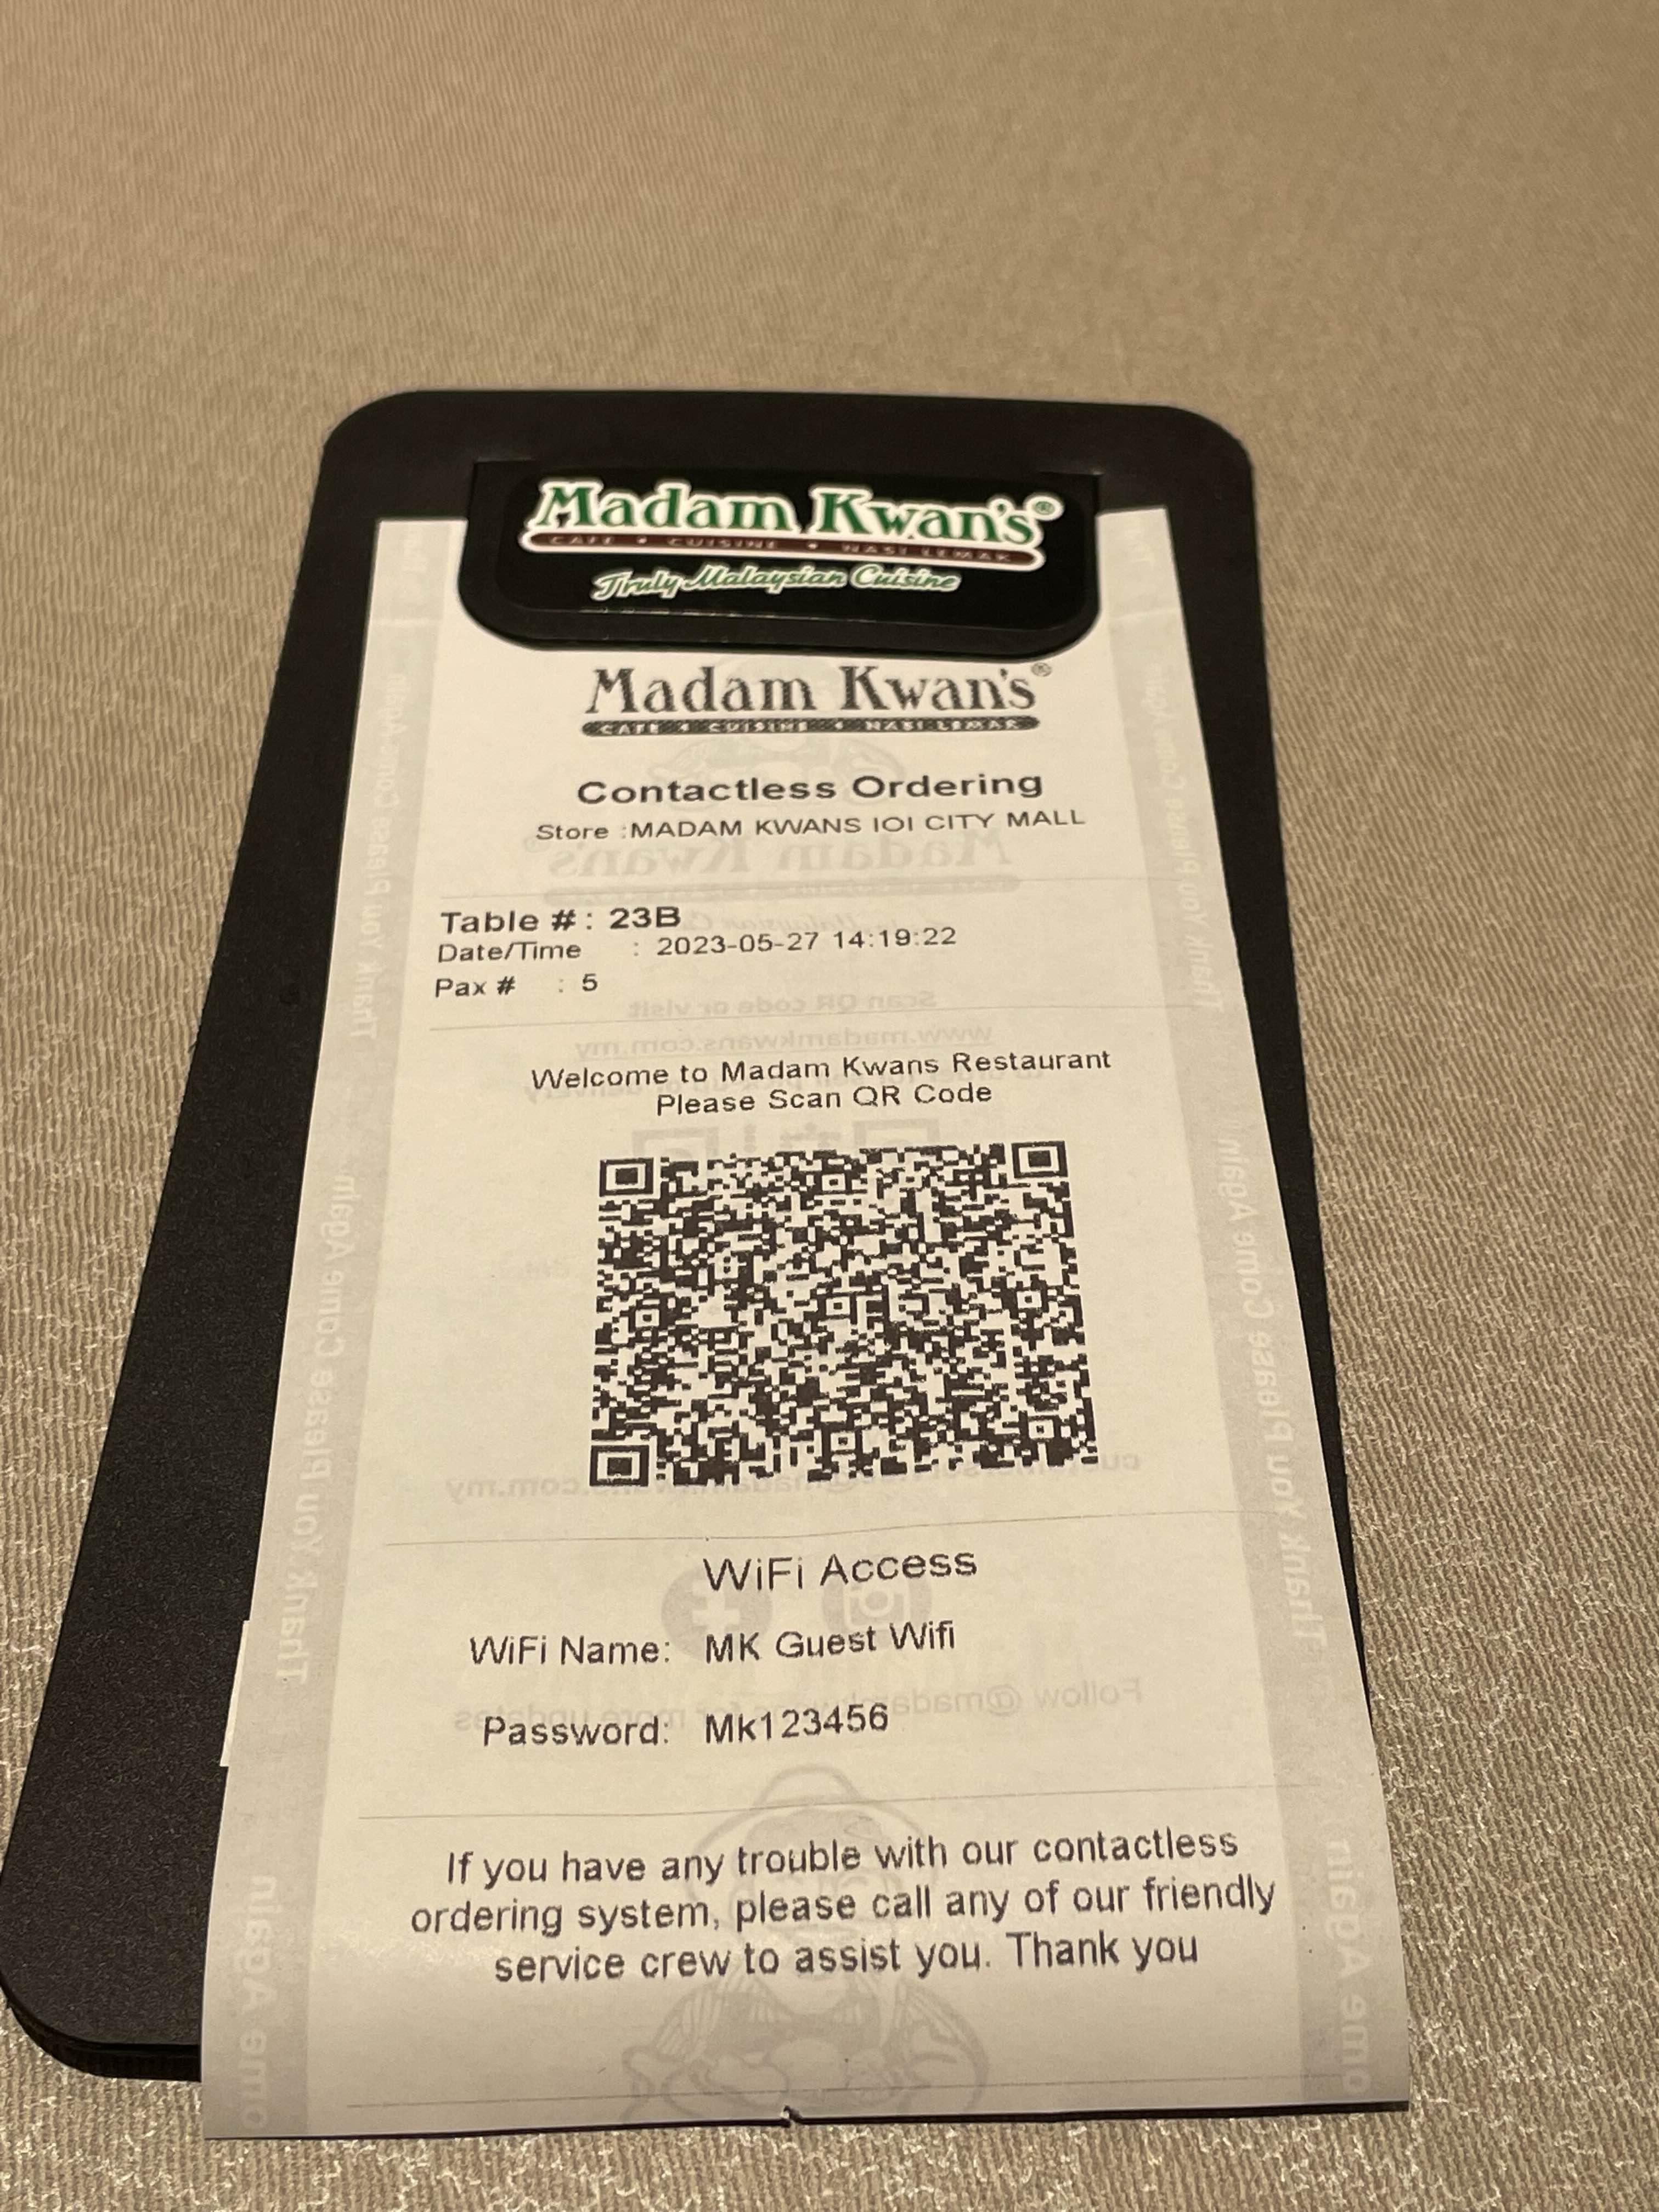 Madam Kwan's®
CAFE • CUISINE • NASI LEMAK
Truly Malaysian Cuisine
Madam Kwan's®
CAFE • CUISINE • NASI LEMAK
Contactless Ordering
Store :MADAM KWANS IOI CITY MALL
Table # : 23B
Date/Time : 2023-05-27 14:19:22
Pax # : 5
Welcome to Madam Kwans Restaurant
Please Scan QR Code
WiFi Access
WiFi Name: MK Guest Wifi
Password: Mk123456
If you have any trouble with our contactless
ordering system, please call any of our friendly
service crew to assist you. Thank you